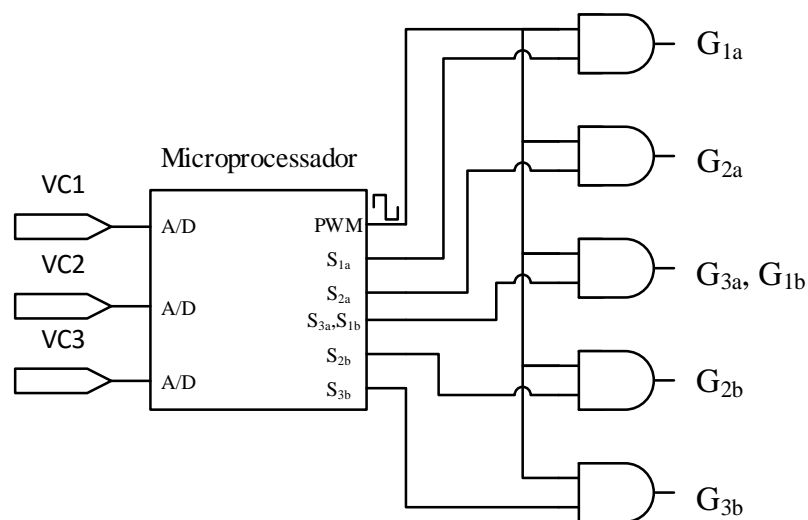 Microprocessador
VC1
VC2
VC3
A/D
A/D
A/D
PWM
S1a
S2a
S3a,S1b
S2b
S3b
G1a
G2a
G3a, G1b
G2b
G3b